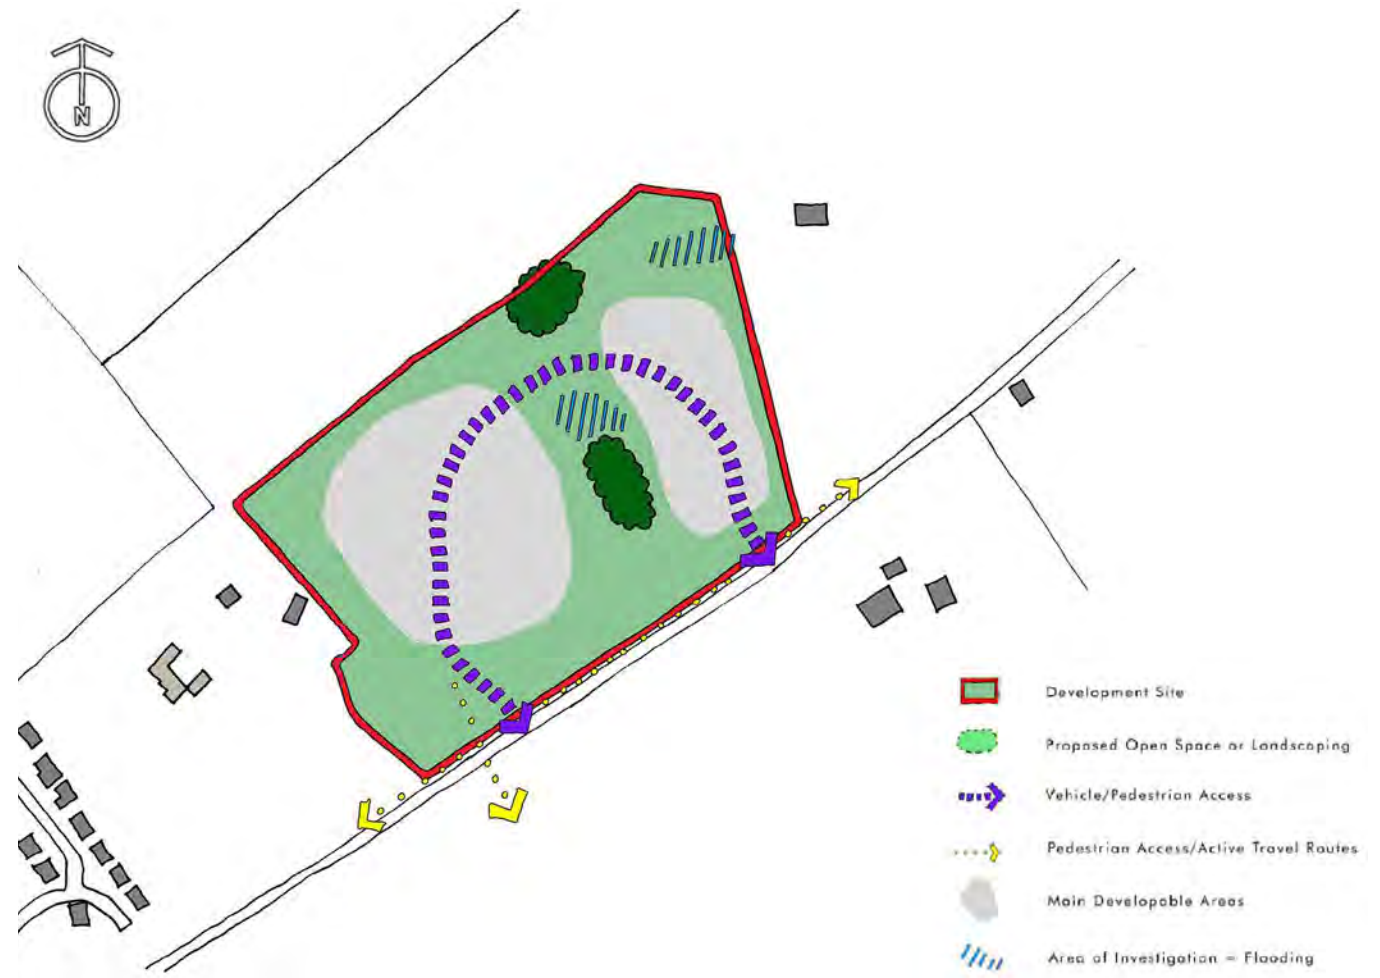 N
Development Site
Proposed Open Space or Landscaping
Vehicle/Pedestrian Access
Pedestrian Access/Active Travel Routes
Main Developable Areas
Area of Investigation - Flooding